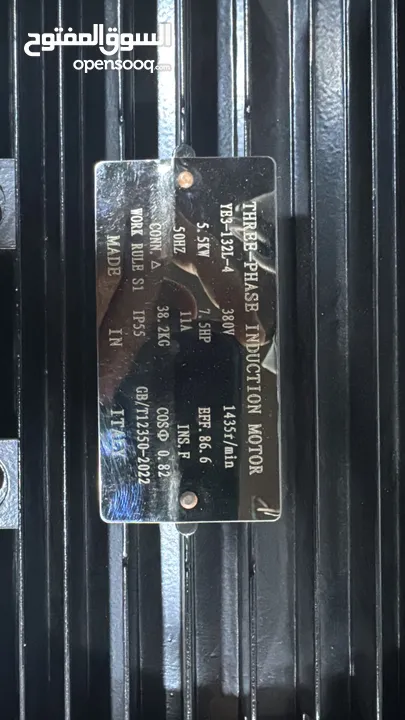 السوق المفتوح
opensooq.com
THREE-PHASE INDUCTION MOTOR
YE3-132L-4 380V 1435r/min
5.5KW 7.5HP EFF. 86.6
50HZ 11A INS. F
CONN. △ 38.2KG COSΦ 0.82
WORK RULE S1 IP55 GB/T12350-2022
MADE IN ITALY